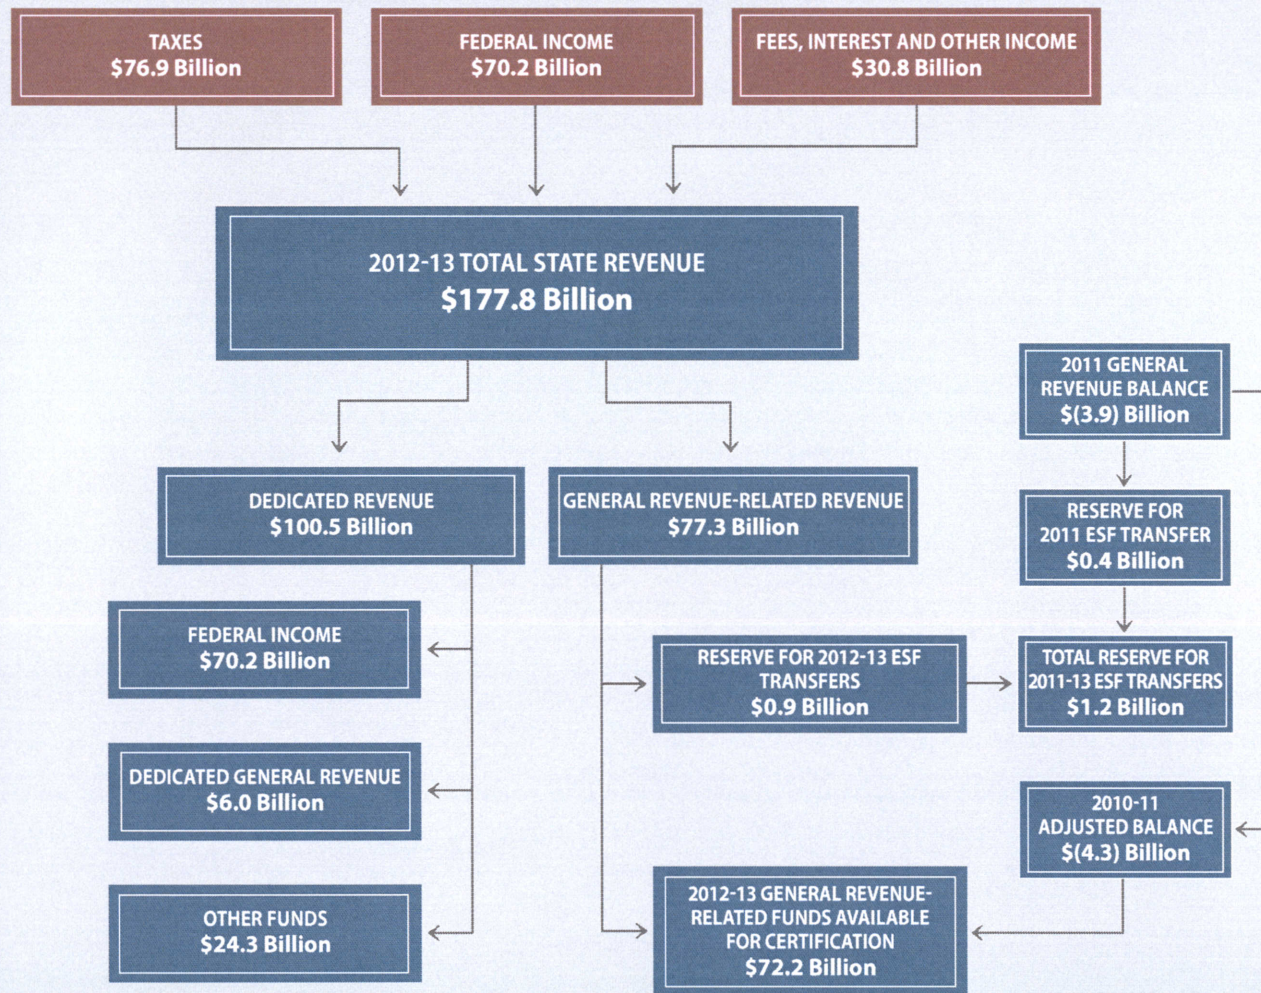 TAXES
$76.9 Billion
FEDERAL INCOME
$70.2 Billion
FEES, INTEREST AND OTHER INCOME
$30.8 Billion
2012-13 TOTAL STATE REVENUE
$177.8 Billion
2011 GENERAL
REVENUE BALANCE
$(3.9) Billion
DEDICATED REVENUE
$100.5 Billion
GENERAL REVENUE-RELATED REVENUE
$77.3 Billion
RESERVE FOR
2011 ESF TRANSFER
$0.4 Billion
FEDERAL INCOME
$70.2 Billion
RESERVE FOR 2012-13 ESF
TRANSFERS
$0.9 Billion
TOTAL RESERVE FOR
2011-13 ESF TRANSFERS
$1.2 Billion
DEDICATED GENERAL REVENUE
$6.0 Billion
2010-11
ADJUSTED BALANCE
$(4.3) Billion
OTHER FUNDS
$24.3 Billion
2012-13 GENERAL REVENUE-
RELATED FUNDS AVAILABLE
FOR CERTIFICATION
$72.2 Billion